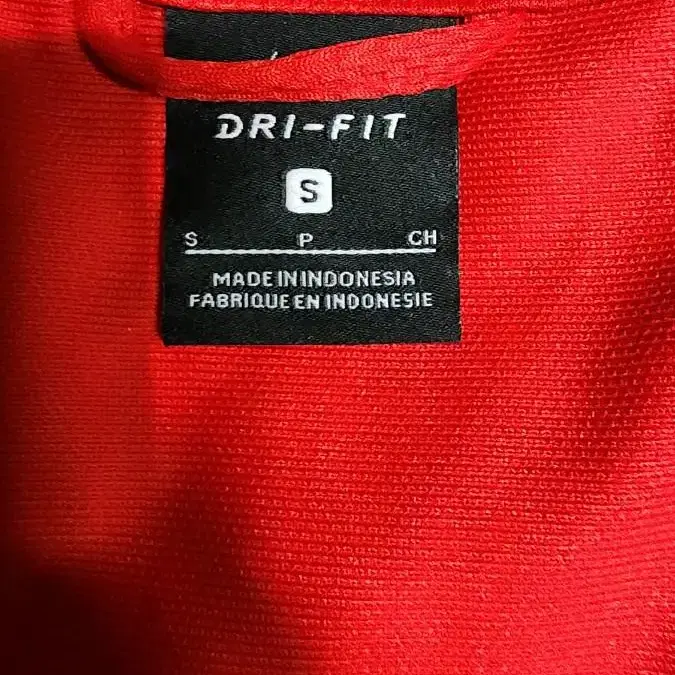 DRI-FIT
S
S P CH
MADE IN INDONESIA
FABRIQUE EN INDONESIE